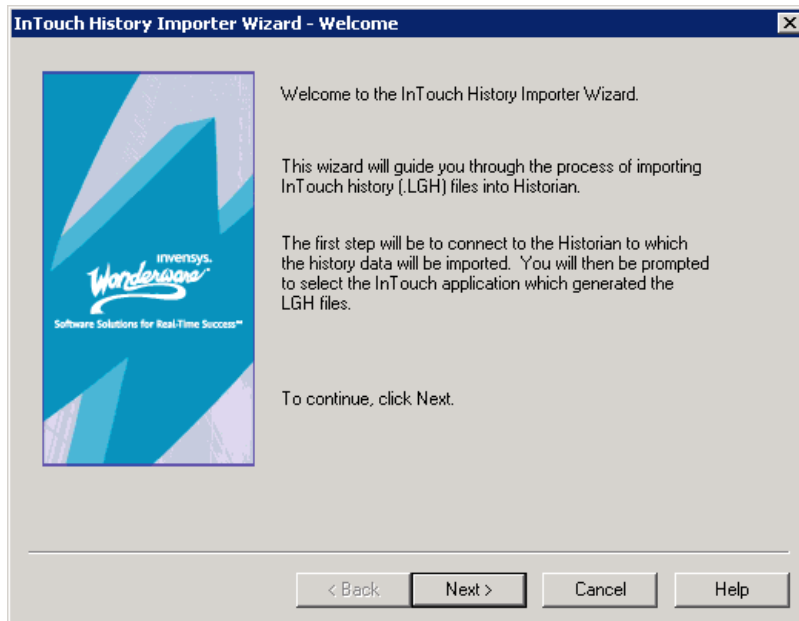 InTouch History Importer Wizard - Welcome
Welcome to the InTouch History Importer Wizard.
This wizard will guide you through the process of importing
InTouch history (.LGH) files into Historian.
The first step will be to connect to the Historian to which
the history data will be imported.  You will then be prompted
to select the InTouch application which generated the
LGH files.
invensys.
Wonderware
Software Solutions for Real-Time Success™
To continue, click Next.
< Back
Next >
Cancel
Help